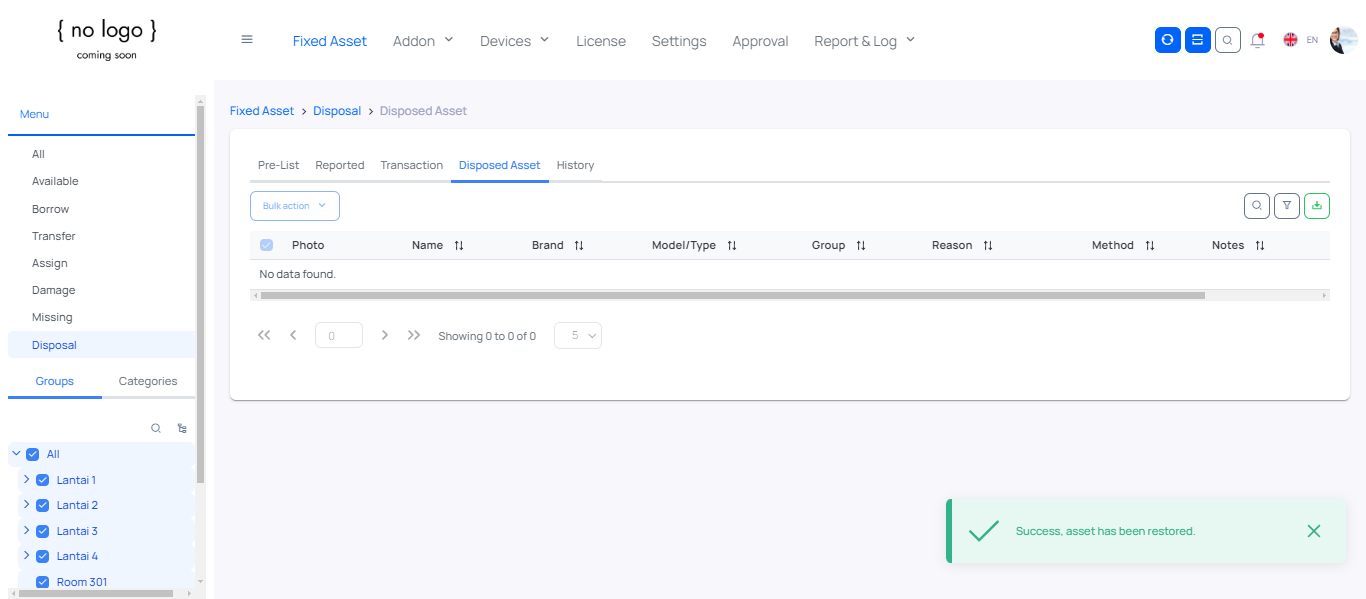 { no logo }
coming soon
Fixed Asset Addon Devices License Settings Approval Report & Log EN
Menu
All
Available
Borrow
Transfer
Assign
Damage
Missing
Disposal
Groups Categories
All
Lantai 1
Lantai 2
Lantai 3
Lantai 4
Room 301
Fixed Asset > Disposal > Disposed Asset
Pre-List Reported Transaction Disposed Asset History
Bulk action
Photo Name Brand Model/Type Group Reason Method Notes
No data found.
0 Showing 0 to 0 of 0 5
Success, asset has been restored.